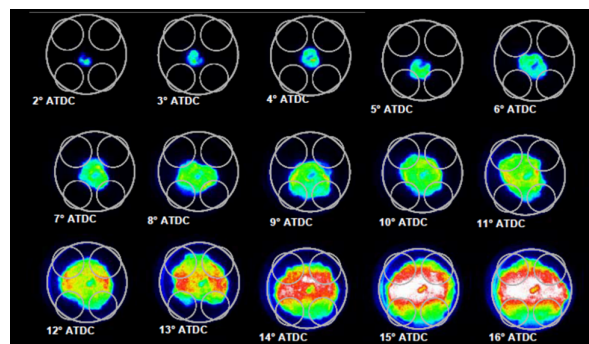 2° ATDC
3° ATDC
4° ATDC
5° ATDC
6° ATDC
7° ATDC
8° ATDC
9° ATDC
10° ATDC
11° ATDC
12° ATDC
13° ATDC
14° ATDC
15° ATDC
16° ATDC